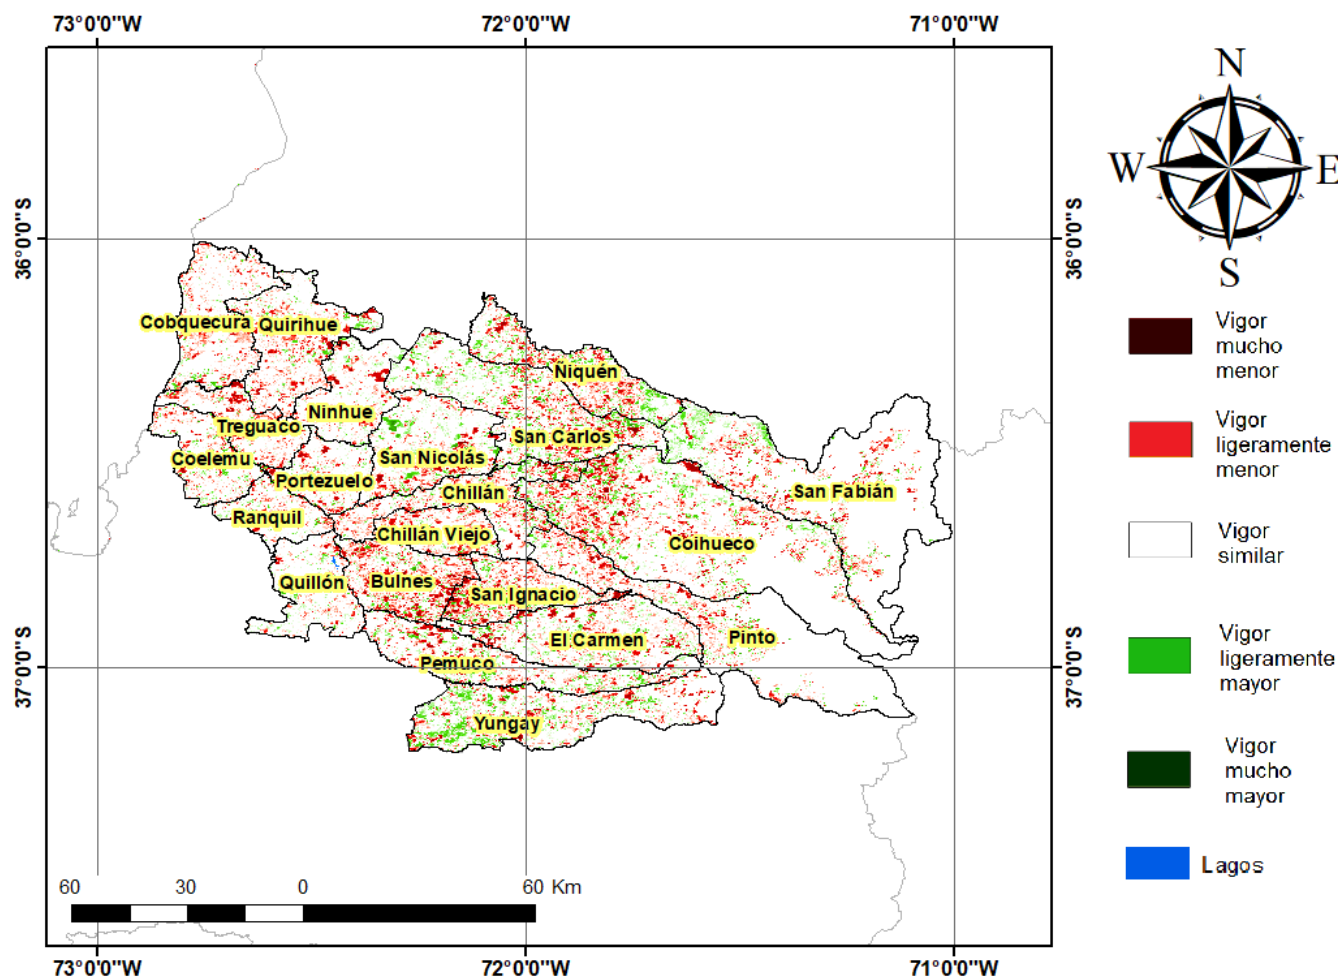 73°0'0"W 72°0'0"W 71°0'0"W
N
W E
S
36°0'0"S 36°0'0"S
Vigor
mucho
menor
Cobquecura Quirihue
Ñiquén
Vigor
ligeramente
menor
Ninhue
Treguaco
San Carlos
Coelemu San Nicolás
Portezuelo
Chillán San Fabián
Ranquil
Chillán Viejo
Coihueco
Vigor
similar
Quillón Bulnes
San Ignacio
El Carmen Pinto
Pemuco
37°0'0"S 37°0'0"S
Vigor
ligeramente
mayor
Yungay
Vigor
mucho
mayor
Lagos
60 30 0 60 Km
73°0'0"W 72°0'0"W 71°0'0"W